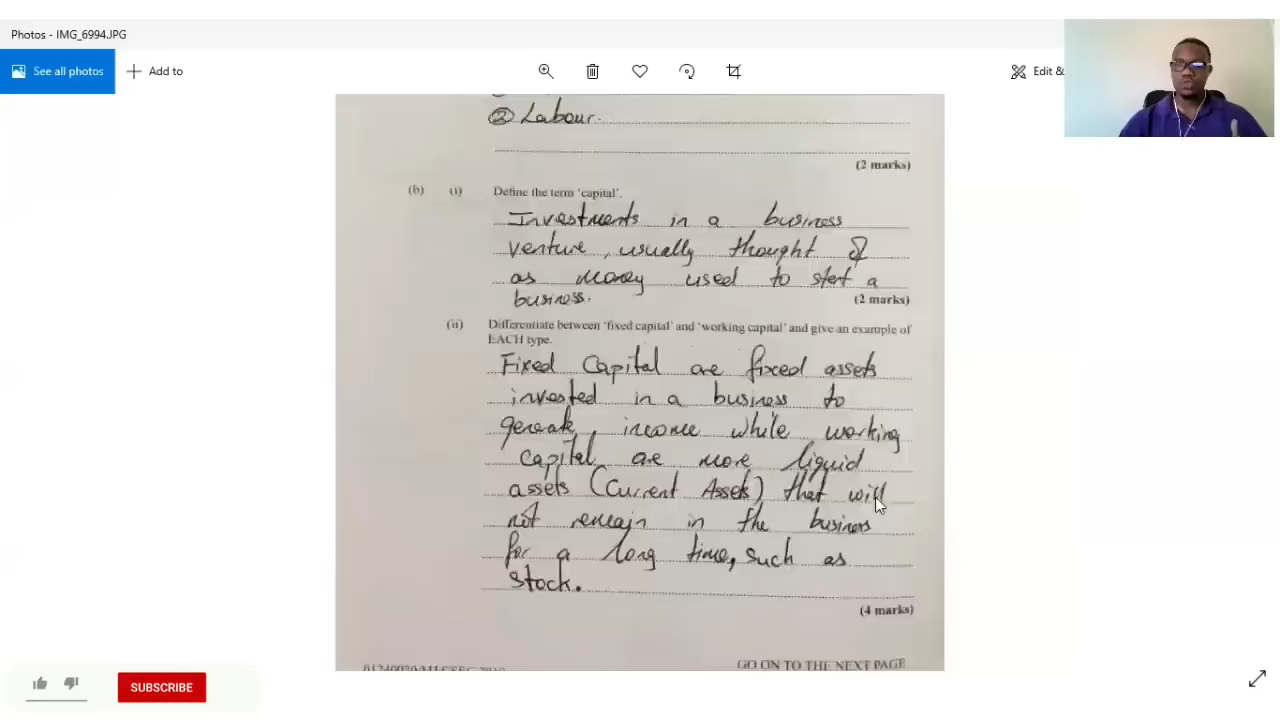 Photos - IMG_6994.JPG
See all photos
Add to
Edit &
② Labour.
(2 marks)
(b) (i) Define the term 'capital'.
Investments in a business
venture, usually thought of
as money used to start a
business.
(2 marks)
(ii) Differentiate between 'fixed capital' and 'working capital' and give an example of
EACH type.
Fixed Capital are fixed assets
invested in a business to
generate income while working
capital are more liquid
assets (Current Assets) that will
not remain in the business
for a long time, such as
stock.
(4 marks)
GO ON TO THE NEXT PAGE
SUBSCRIBE